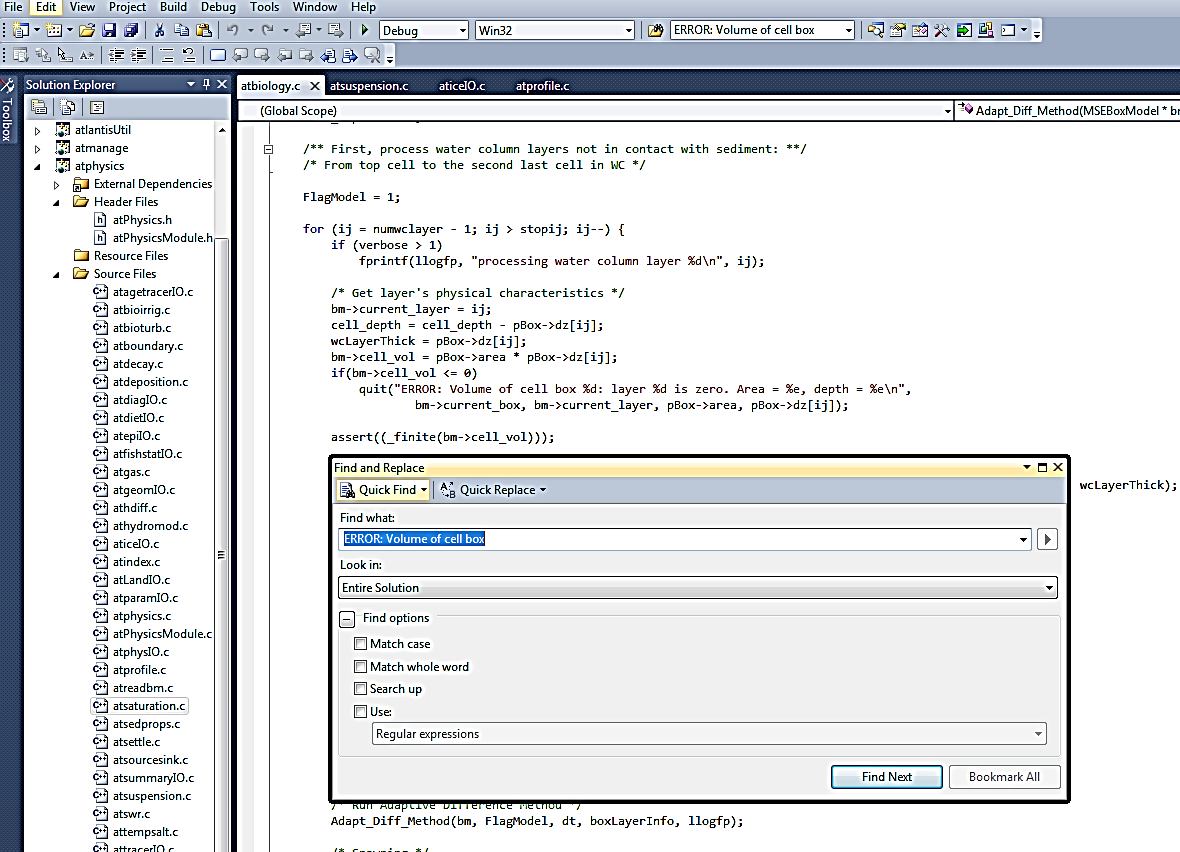 File Edit View Project Build Debug Tools Window Help
Debug Win32 ERROR: Volume of cell box
Toolbox
Solution Explorer
atlantisUtil
atmanage
atphysics
External Dependencies
Header Files
atPhysics.h
atPhysicsModule.h
Resource Files
Source Files
atagetracerIO.c
atbioirrig.c
atbioturb.c
atboundary.c
atdecay.c
atdeposition.c
atdiagIO.c
atdietIO.c
atepiIO.c
atfishstatIO.c
atgas.c
atgeomIO.c
athdiff.c
athydromod.c
aticeIO.c
atindex.c
atLandIO.c
atparamIO.c
atphysics.c
atPhysicsModule.c
atphysIO.c
atprofile.c
atreadbm.c
atsaturation.c
atsedprops.c
atsettle.c
atsourcesink.c
atsummaryIO.c
atsuspension.c
atswr.c
attempsalt.c
attracerIO.c
atbiology.c atsuspension.c aticeIO.c atprofile.c
(Global Scope) Adapt_Diff_Method(MSEBoxModel * br
/** First, process water column layers not in contact with sediment: **/
/* From top cell to the second last cell in WC */
FlagModel = 1;
for (ij = numwclayer - 1; ij > stopij; ij--) {
if (verbose > 1)
fprintf(llogfp, "processing water column layer %d\n", ij);
/* Get layer's physical characteristics */
bm->current_layer = ij;
cell_depth = cell_depth - pBox->dz[ij];
wcLayerThick = pBox->dz[ij];
bm->cell_vol = pBox->area * pBox->dz[ij];
if(bm->cell_vol <= 0)
quit("ERROR: Volume of cell box %d: layer %d is zero. Area = %e, depth = %e\n",
bm->current_box, bm->current_layer, pBox->area, pBox->dz[ij]);
assert((_finite(bm->cell_vol)));
wcLayerThick);
Find and Replace
Quick Find Quick Replace
Find what:
ERROR: Volume of cell box
Look in:
Entire Solution
Find options
Match case
Match whole word
Search up
Use:
Regular expressions
Find Next Bookmark All
/* Run Adaptive Difference Method */
Adapt_Diff_Method(bm, FlagModel, dt, boxLayerInfo, llogfp);
/* Spawning */